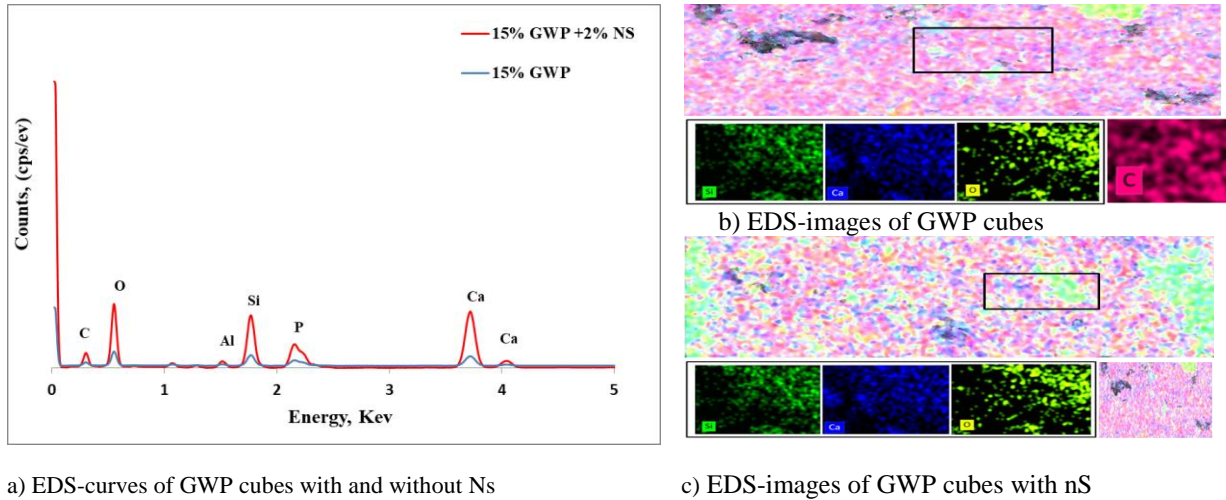 15% GWP +2% NS
15% GWP
Counts, (cps/ev)
C
O
Al
Si
P
Ca
Ca
0
1
2
3
4
5
Energy, Kev
a) EDS-curves of GWP cubes with and without Ns
Si
Ca
O
C
b) EDS-images of GWP cubes
Si
Ca
O
c) EDS-images of GWP cubes with nS